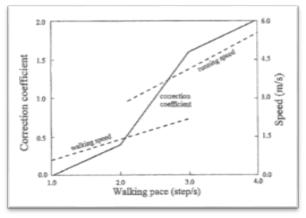 2.0
1.5
1.0
0.5
0.0
Correction coefficient
walking speed
correction
coefficient
running speed
6.0
4.5
3.0
1.5
0.0
Speed (m/s)
1.0 2.0 3.0 4.0
Walking pace (step/s)